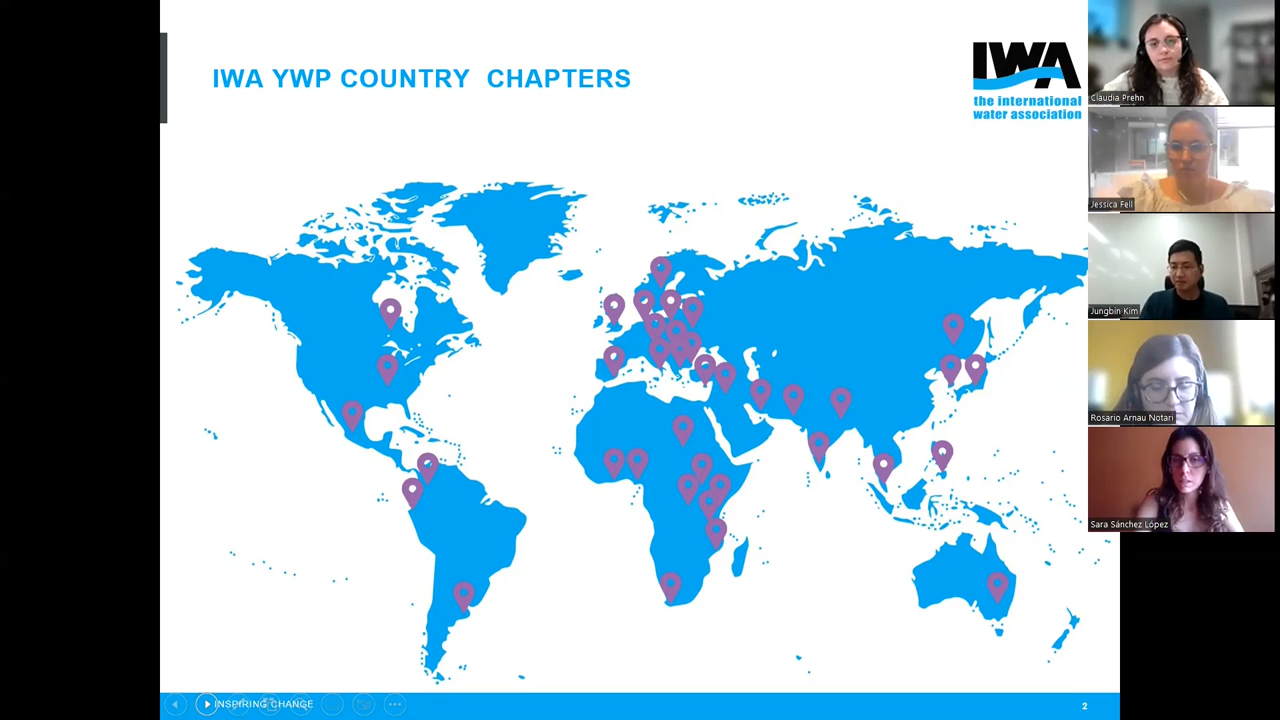 IWA YWP COUNTRY CHAPTERS
IWA
the international
water association
Claudia Prehn
Jessica Fell
Jungbin Kim
Rosario Arnau Notari
Sara Sánchez López
INSPIRING CHANGE
2